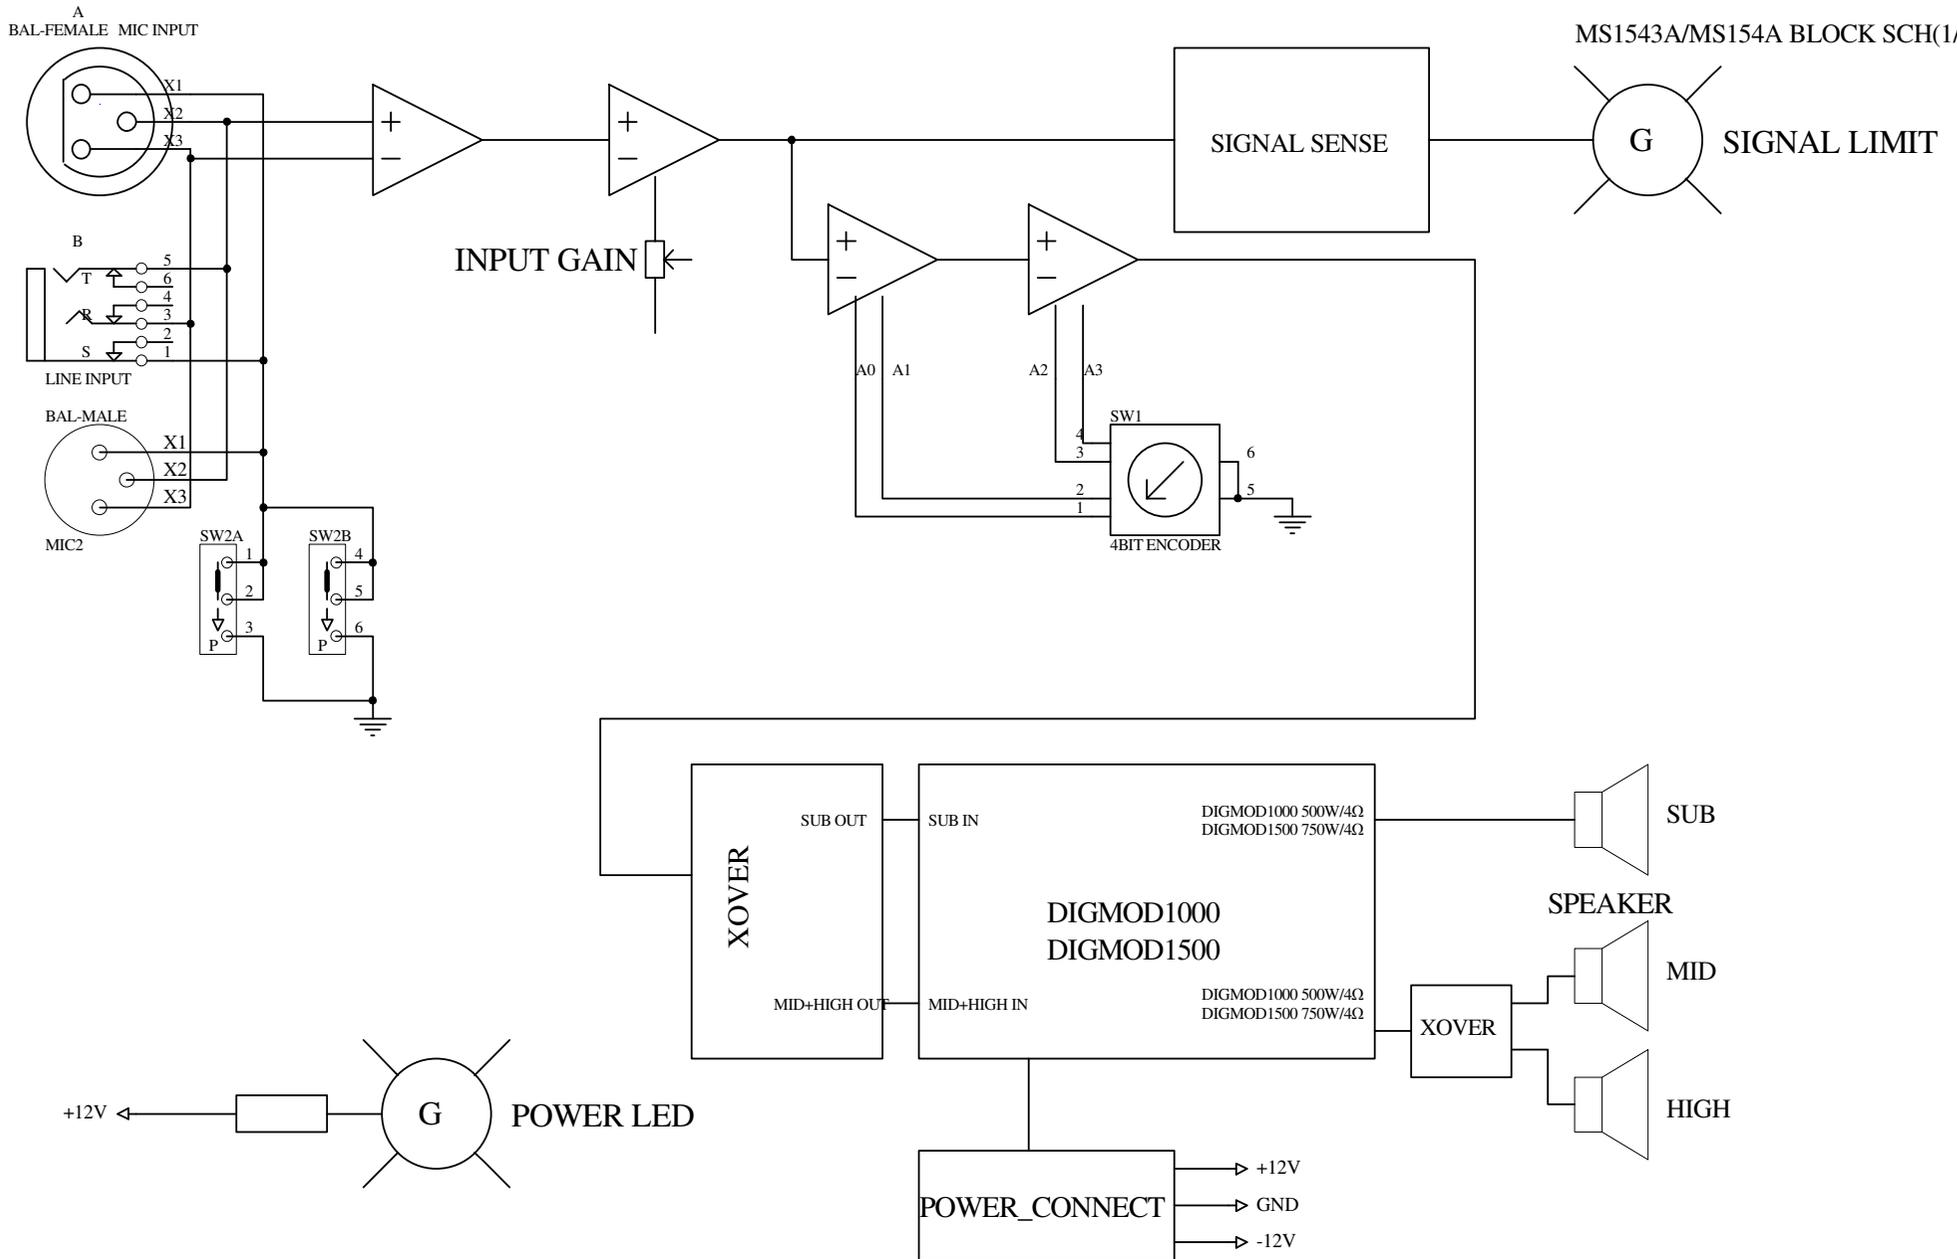 A
BAL-FEMALE MIC INPUT
MS1543A/MS154A BLOCK SCH(1/
X1
X2
X3
+
−
+
−
SIGNAL SENSE
G
SIGNAL LIMIT
INPUT GAIN
+
−
+
−
B
T
R
S
5
6
4
3
2
1
LINE INPUT
A0
A1
A2
A3
BAL-MALE
X1
X2
X3
MIC2
SW1
4
3
2
1
6
5
4BIT ENCODER
SW2A
1
2
3
P
SW2B
4
5
6
P
XOVER
SUB OUT
MID+HIGH OUT
SUB IN
MID+HIGH IN
DIGMOD1000 500W/4Ω
DIGMOD1500 750W/4Ω
DIGMOD1000
DIGMOD1500
DIGMOD1000 500W/4Ω
DIGMOD1500 750W/4Ω
SUB
SPEAKER
MID
XOVER
HIGH
+12V
G
POWER LED
POWER_CONNECT
+12V
GND
-12V